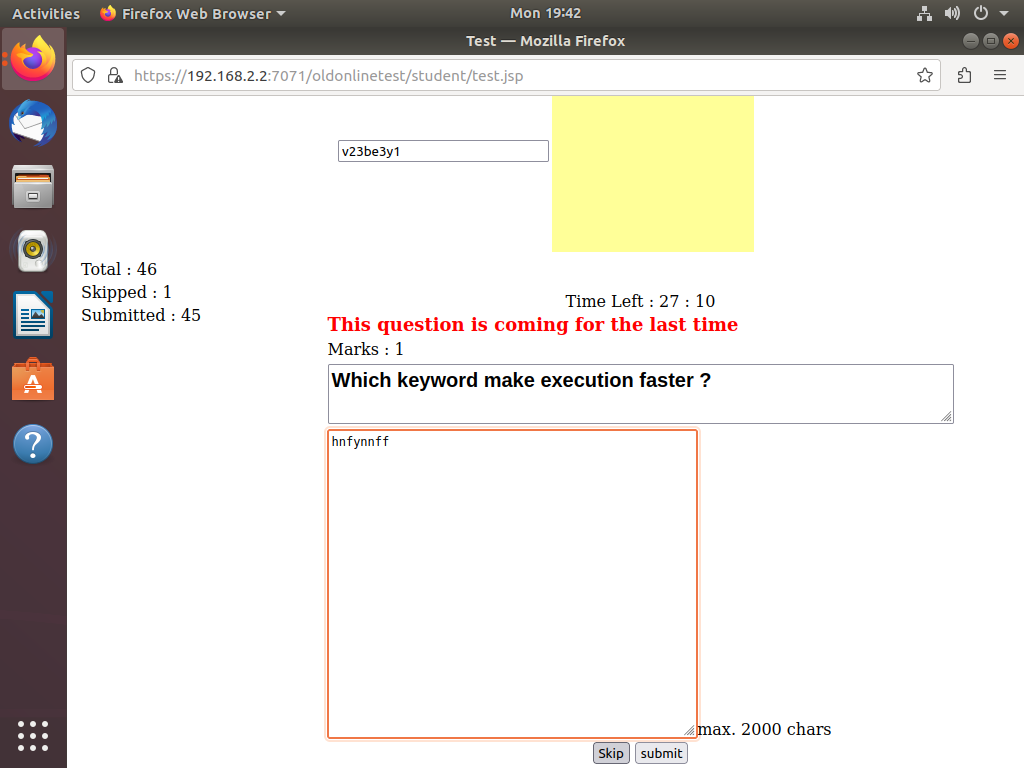 Activities Firefox Web Browser Mon 19:42
Test — Mozilla Firefox
https://192.168.2.2:7071/oldonlinetest/student/test.jsp
v23be3y1
Total : 46
Skipped : 1
Submitted : 45
Time Left : 27 : 10
This question is coming for the last time
Marks : 1
Which keyword make execution faster ?
hnfynnff
max. 2000 chars
Skip submit